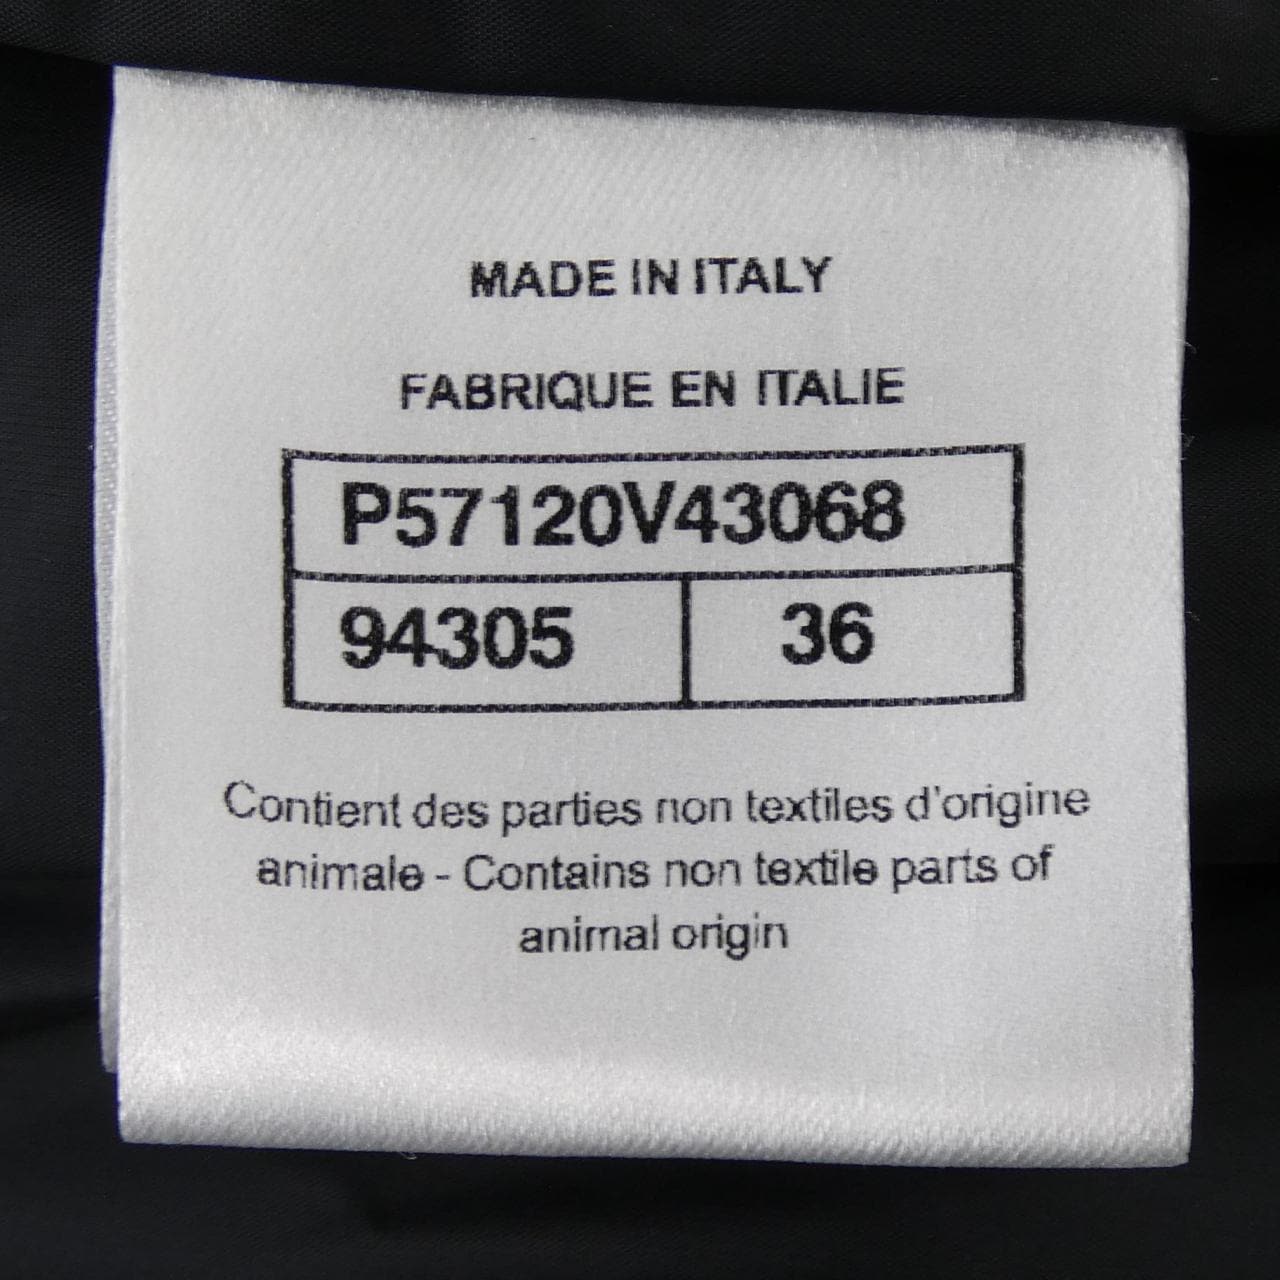 MADE IN ITALY
FABRIQUE EN ITALIE
P57120V43068
94305 36
Contient des parties non textiles d'origine
animale - Contains non textile parts of
animal origin